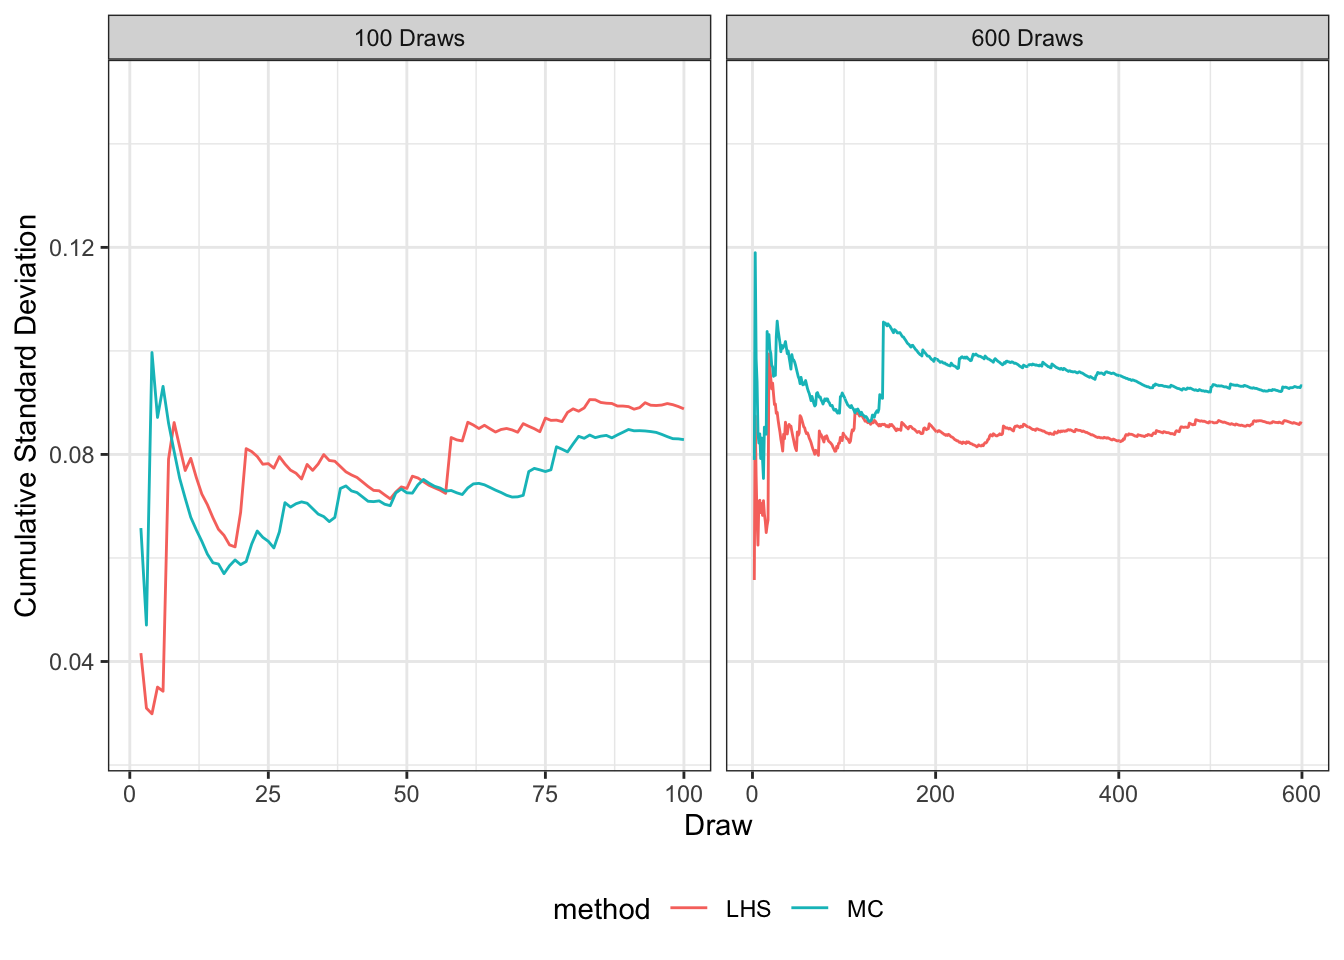 100 Draws
600 Draws
Cumulative Standard Deviation
0.12
0.08
0.04
0 25 50 75 100
0 200 400 600
Draw
method LHS MC